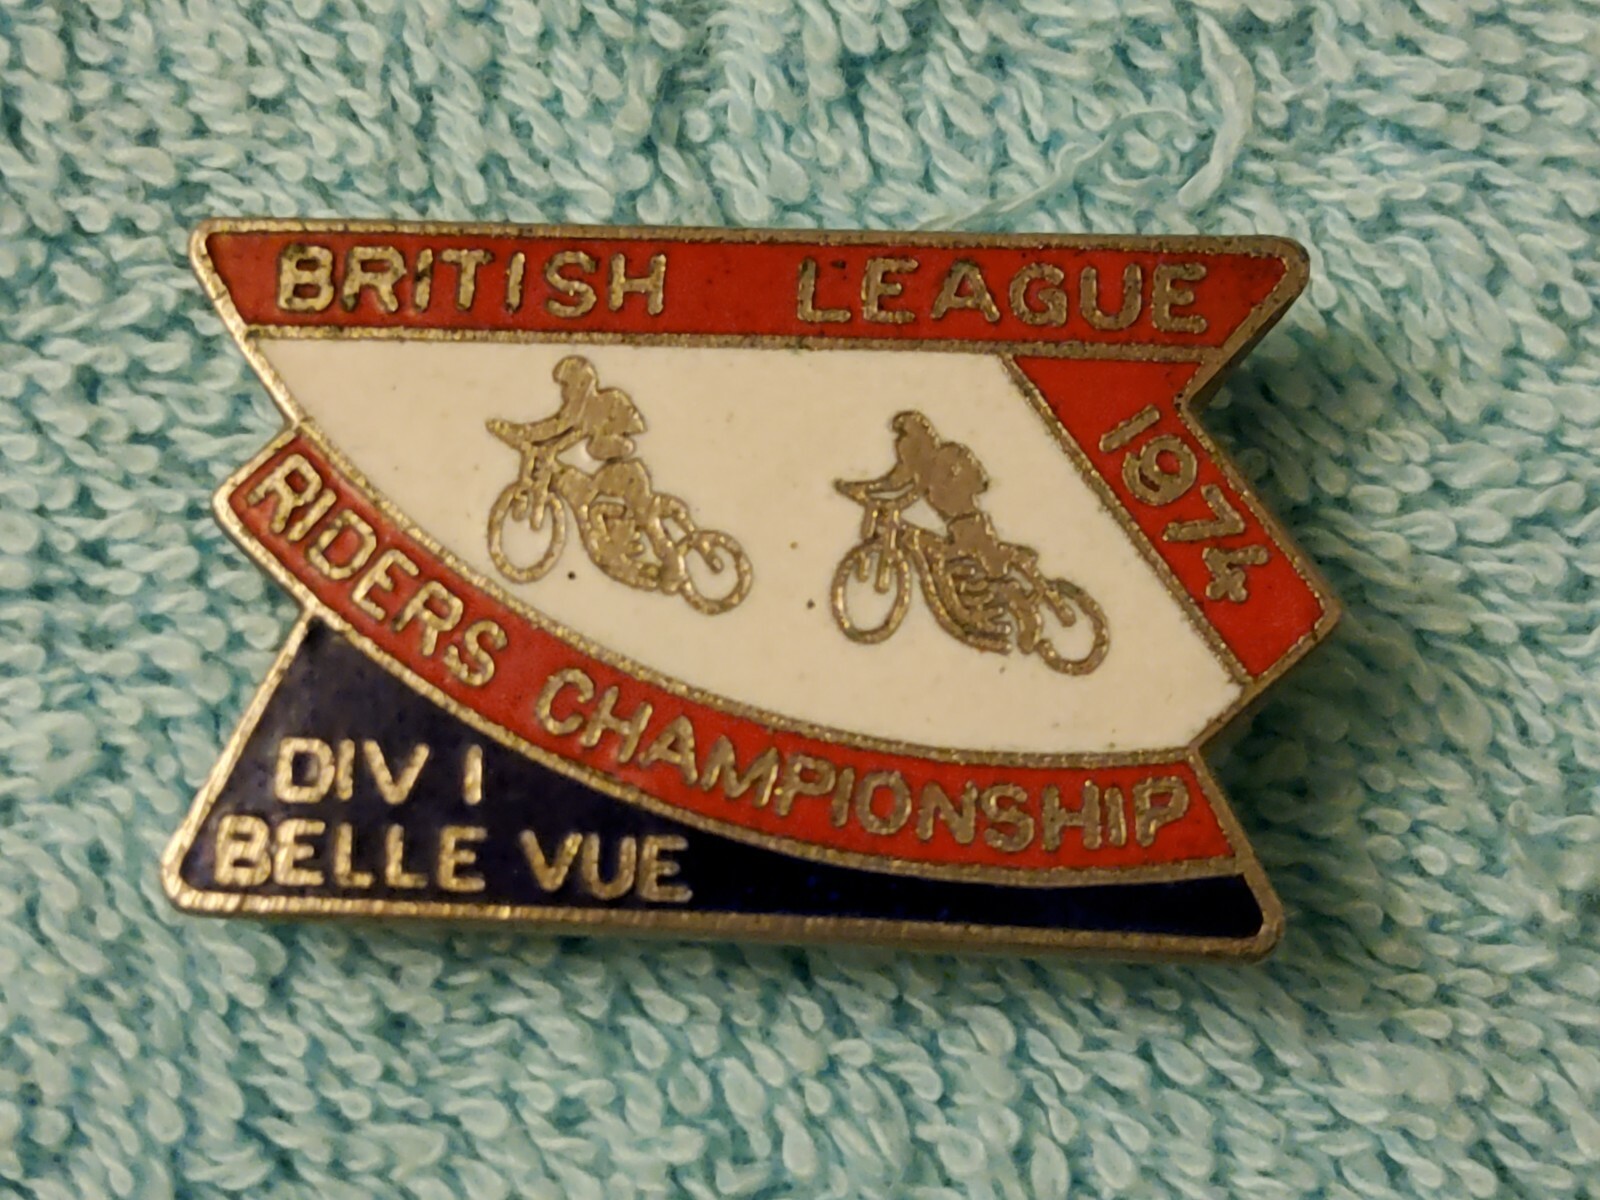 BRITISH LEAGUE
1974
RIDERS CHAMPIONSHIP
DIV I
BELLE VUE